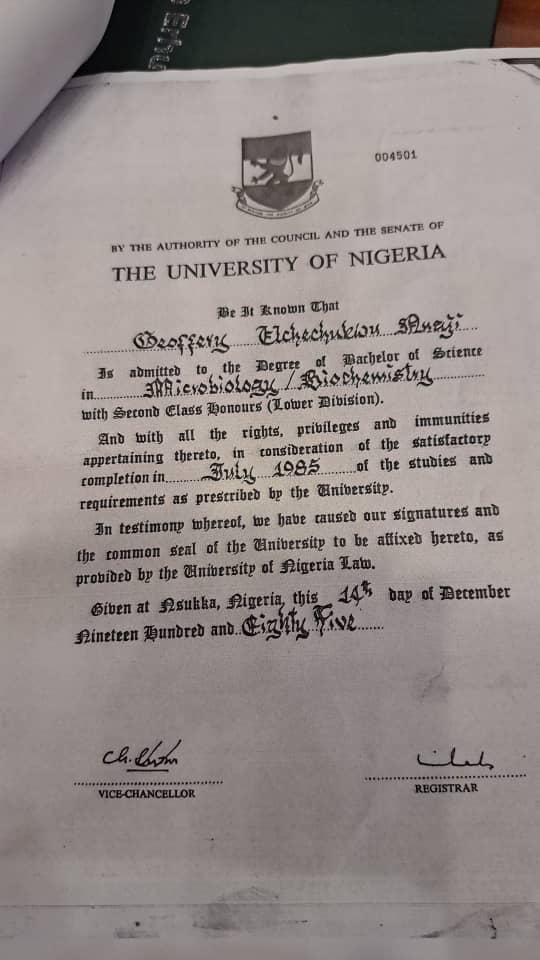 004501
BY THE AUTHORITY OF THE COUNCIL AND THE SENATE OF
THE UNIVERSITY OF NIGERIA
Be It Known That
Geoffery
Is admitted to the Degree of Bachelor of Science
in Microbiology / Biochemistry
with Second Class Honours (Lower Division).
And with all the rights, privileges and immunities
appertaining thereto, in consideration of the satisfactory
completion in July 1985 of the studies and
requirements as prescribed by the University.
In testimony whereof, we have caused our signatures and
the common seal of the University to be affixed hereto, as
provided by the University of Nigeria Law.
Given at Nsukka, Nigeria, this 14th day of December
Nineteen Hundred and Eighty Five
VICE-CHANCELLOR
REGISTRAR